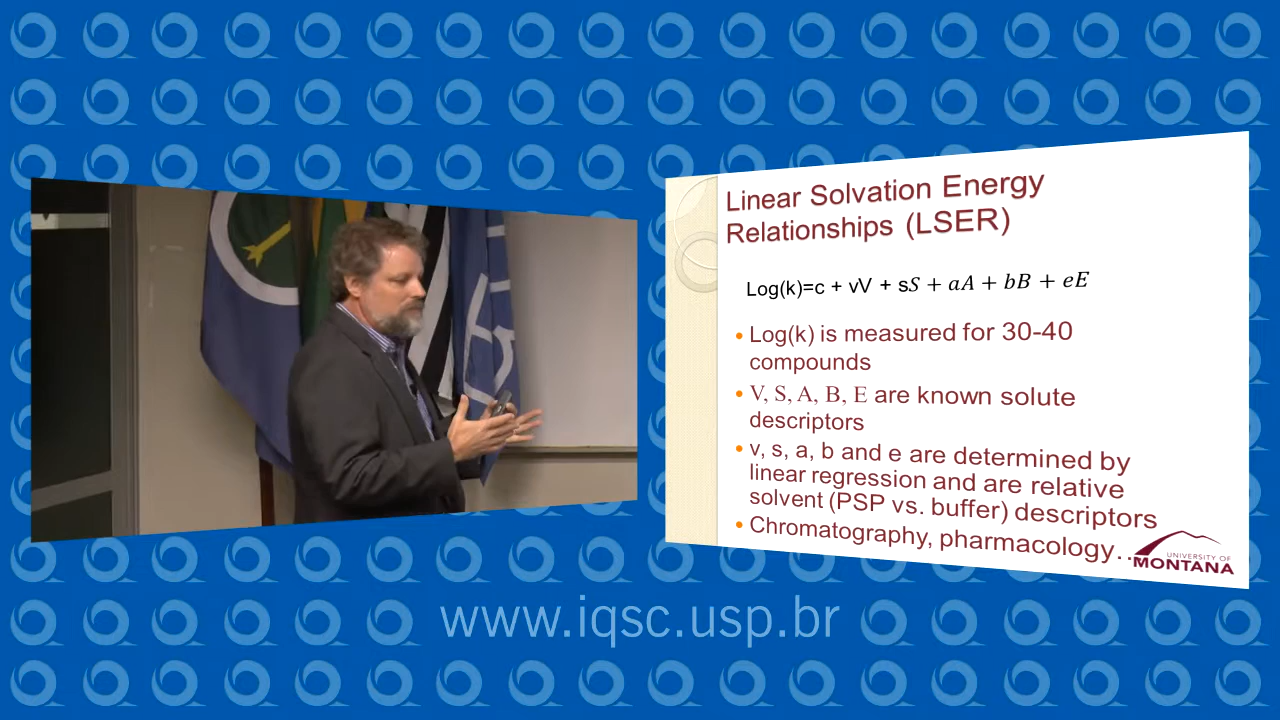 Linear Solvation Energy
Relationships (LSER)
Log(k)=c + vV + sS + aA + bB + eE
• Log(k) is measured for 30-40
compounds
• V, S, A, B, E are known solute
descriptors
• v, s, a, b and e are determined by
linear regression and are relative
solvent (PSP vs. buffer) descriptors
• Chromatography, pharmacology…
UNIVERSITY OF
MONTANA
www.iqsc.usp.br